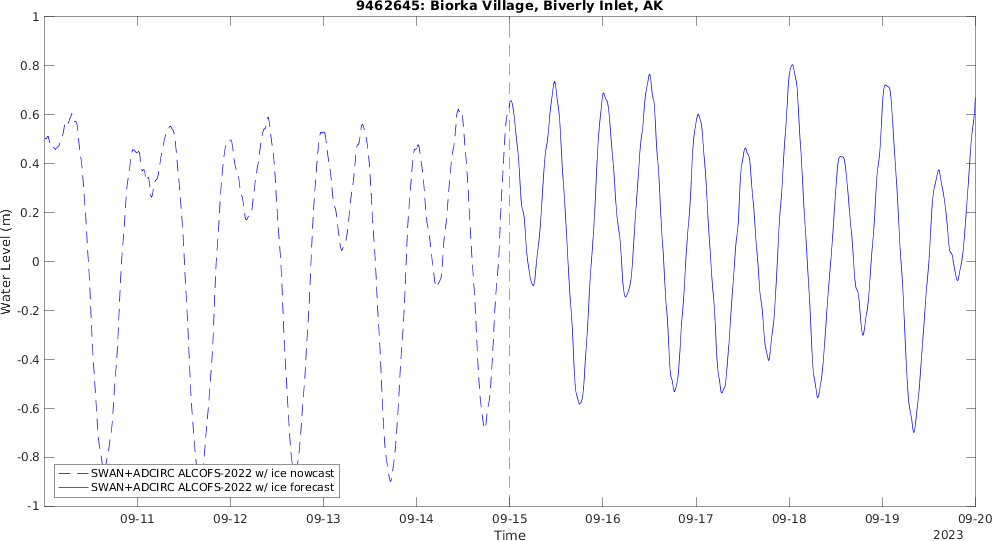 9462645: Biorka Village, Biverly Inlet, AK
Water Level (m)
1
0.8
0.6
0.4
0.2
0
-0.2
-0.4
-0.6
-0.8
-1
SWAN+ADCIRC ALCOFS-2022 w/ ice nowcast
SWAN+ADCIRC ALCOFS-2022 w/ ice forecast
09-11 09-12 09-13 09-14 09-15 09-16 09-17 09-18 09-19 09-20
Time
2023